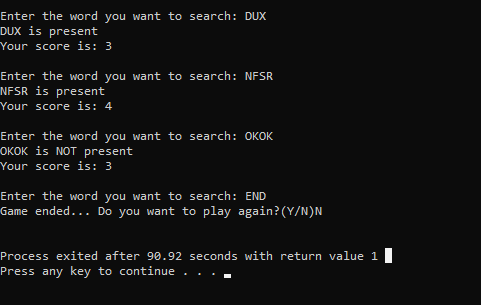 Enter the word you want to search: DUX
DUX is present
Your score is: 3
Enter the word you want to search: NFSR
NFSR is present
Your score is: 4
Enter the word you want to search: OKOK
OKOK is NOT present
Your score is: 3
Enter the word you want to search: END
Game ended... Do you want to play again?(Y/N)N
Process exited after 90.92 seconds with return value 1
Press any key to continue . . .